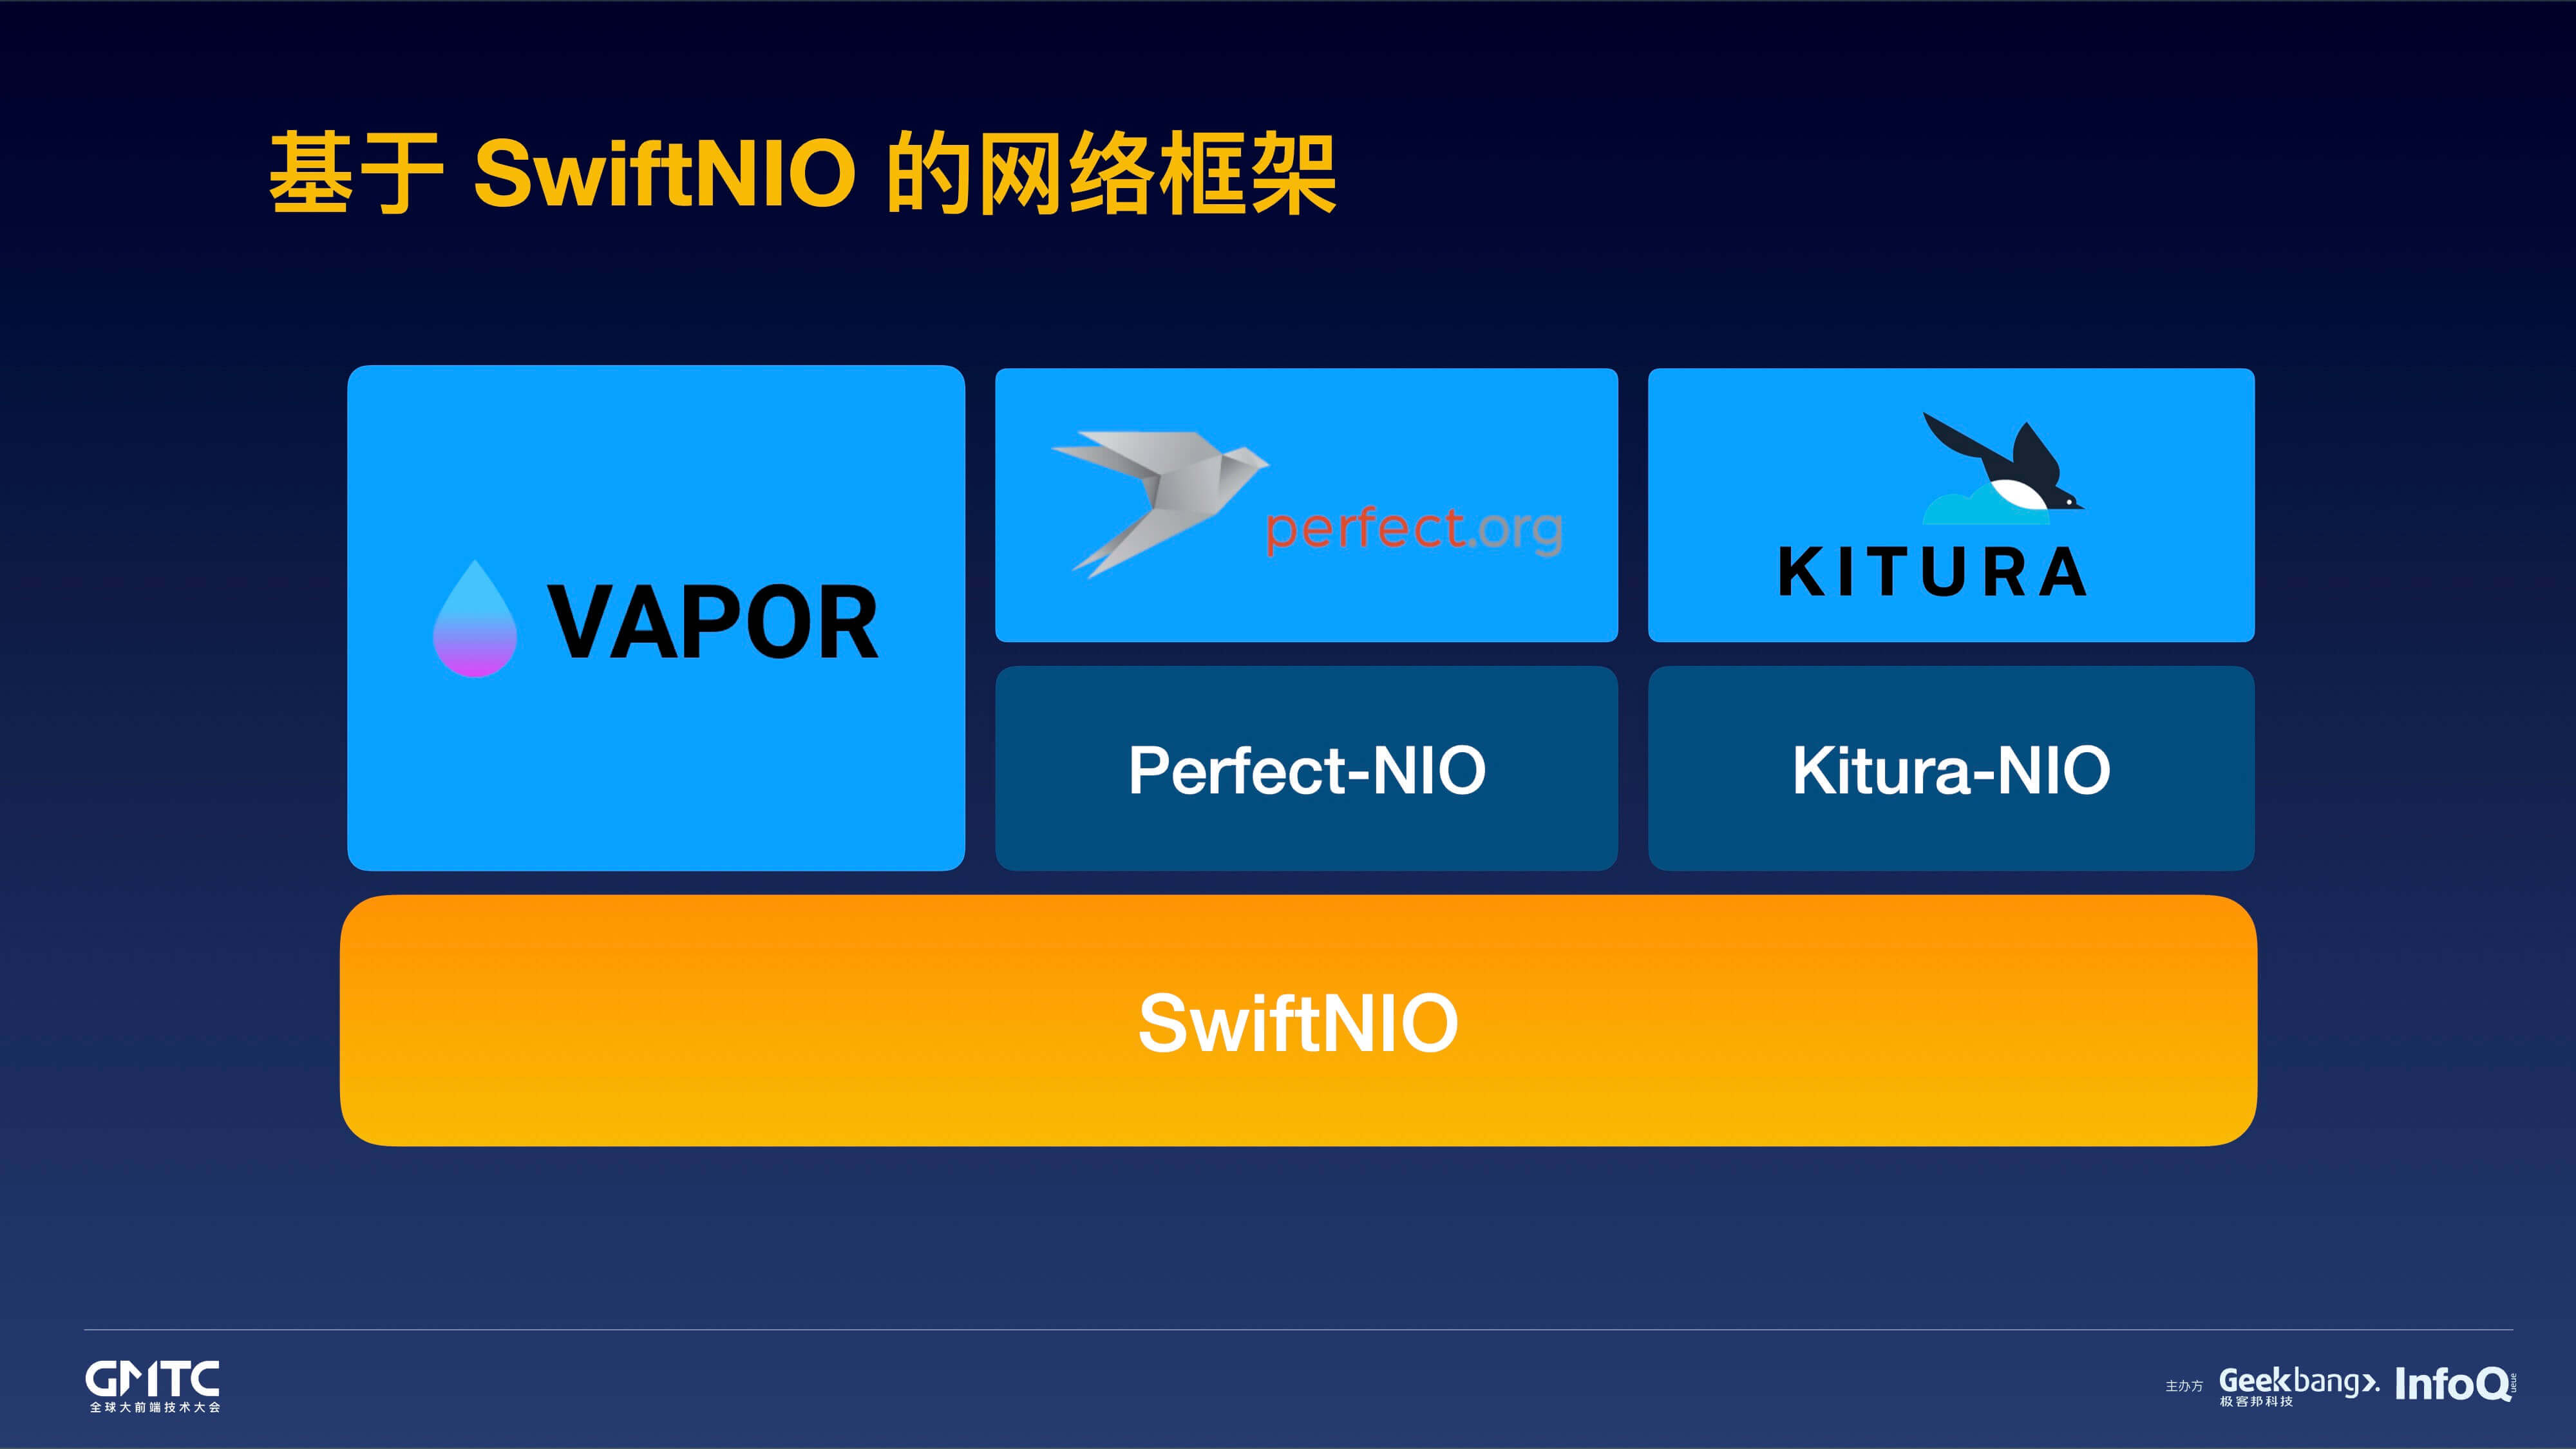 基于 SwiftNIO 的网络框架
VAPOR
perfect.org
KITURA
Perfect-NIO
Kitura-NIO
SwiftNIO
GMTC
全球大前端技术大会
主办方
Geekbang>.
极客邦科技
InfoQ
ueue